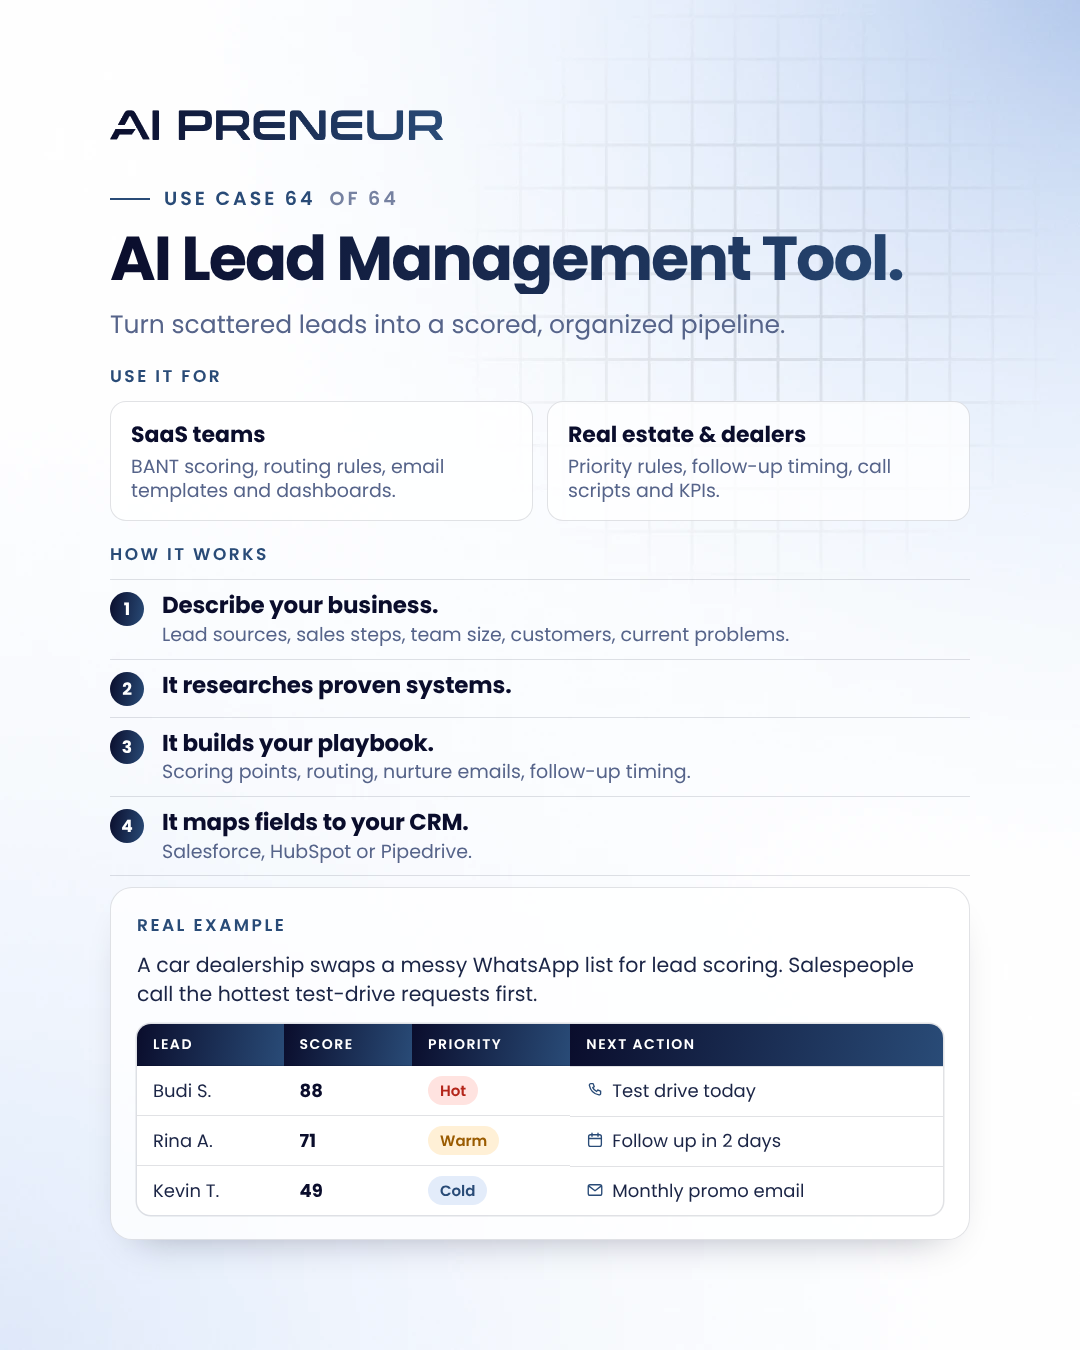 AI PRENEUR
USE CASE 64 OF 64
AI Lead Management Tool.
Turn scattered leads into a scored, organized pipeline.
USE IT FOR
SaaS teams
BANT scoring, routing rules, email
templates and dashboards.
Real estate & dealers
Priority rules, follow-up timing, call
scripts and KPIs.
HOW IT WORKS
1 Describe your business.
Lead sources, sales steps, team size, customers, current problems.
2 It researches proven systems.
3 It builds your playbook.
Scoring points, routing, nurture emails, follow-up timing.
4 It maps fields to your CRM.
Salesforce, HubSpot or Pipedrive.
REAL EXAMPLE
A car dealership swaps a messy WhatsApp list for lead scoring. Salespeople
call the hottest test-drive requests first.
LEAD SCORE PRIORITY NEXT ACTION
Budi S. 88 Hot Test drive today
Rina A. 71 Warm Follow up in 2 days
Kevin T. 49 Cold Monthly promo email